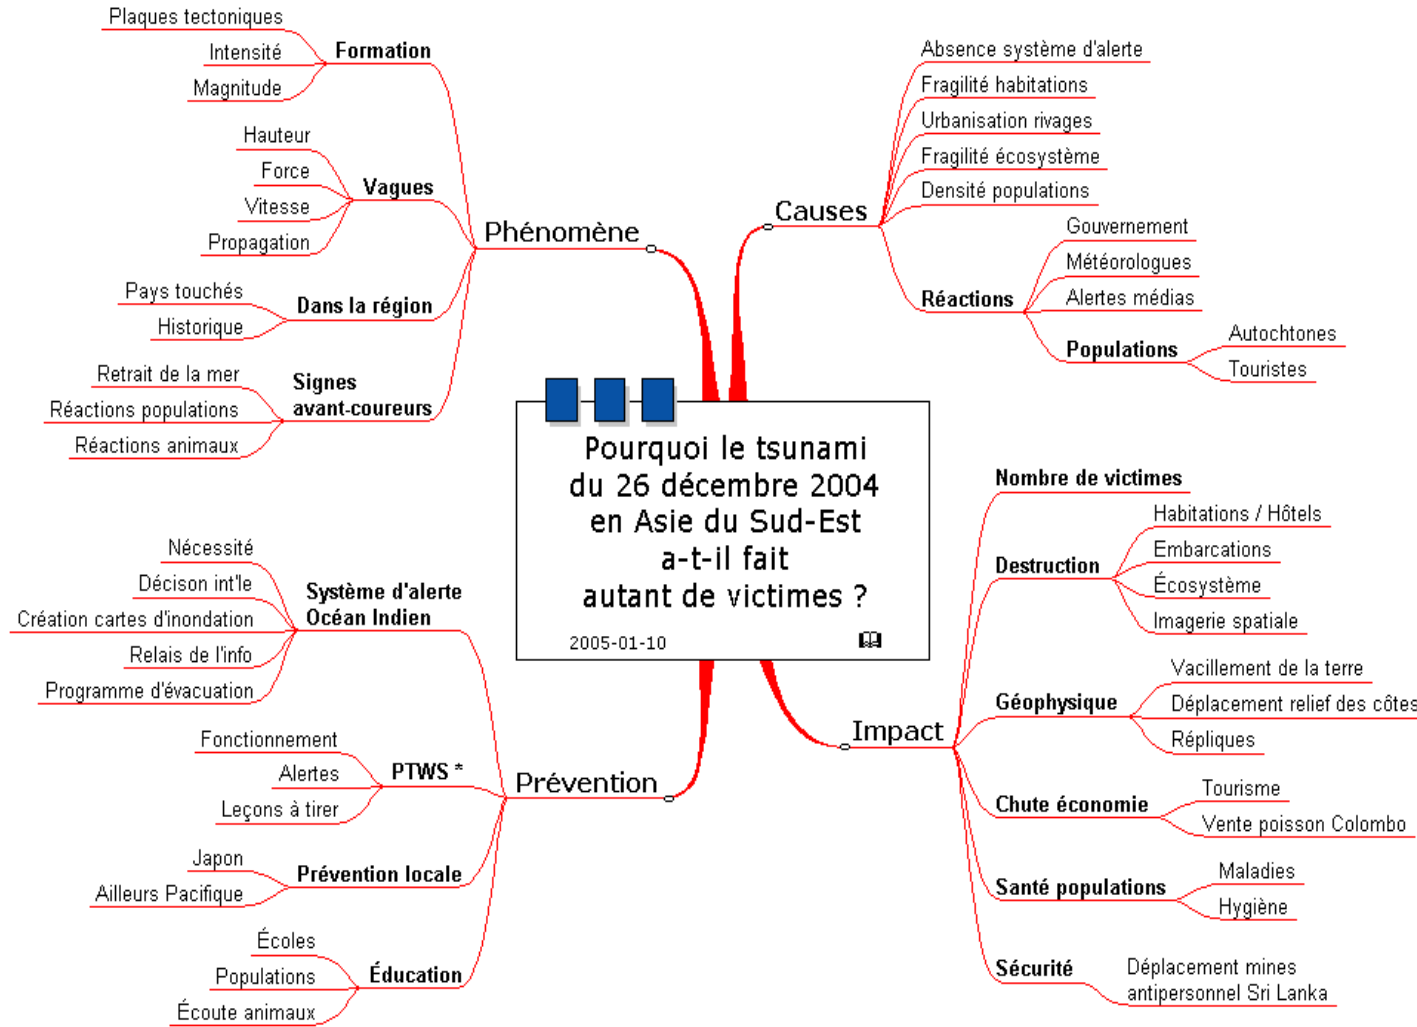 Pourquoi le tsunami
du 26 décembre 2004
en Asie du Sud-Est
a-t-il fait
autant de victimes ?
2005-01-10
Phénomène
Formation
Plaques tectoniques
Intensité
Magnitude
Vagues
Hauteur
Force
Vitesse
Propagation
Dans la région
Pays touchés
Historique
Signes
avant-coureurs
Retrait de la mer
Réactions populations
Réactions animaux
Causes
Absence système d'alerte
Fragilité habitations
Urbanisation rivages
Fragilité écosystème
Densité populations
Réactions
Gouvernement
Météorologues
Alertes médias
Populations
Autochtones
Touristes
Prévention
Système d'alerte
Océan Indien
Nécessité
Décison int'le
Création cartes d'inondation
Relais de l'info
Programme d'évacuation
PTWS *
Fonctionnement
Alertes
Leçons à tirer
Prévention locale
Japon
Ailleurs Pacifique
Éducation
Écoles
Populations
Écoute animaux
Impact
Nombre de victimes
Destruction
Habitations / Hôtels
Embarcations
Écosystème
Imagerie spatiale
Géophysique
Vacillement de la terre
Déplacement relief des côtes
Répliques
Chute économie
Tourisme
Vente poisson Colombo
Santé populations
Maladies
Hygiène
Sécurité
Déplacement mines
antipersonnel Sri Lanka